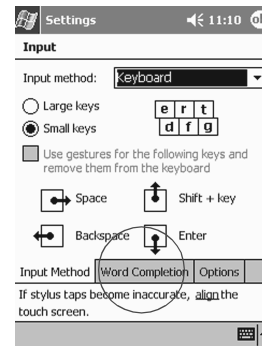 Settings 11:10 ok
Input
Input method: Keyboard
Large keys
e r t
Small keys
d f g
Use gestures for the following keys and
remove them from the keyboard
Space Shift + key
Backspace Enter
Input Method Word Completion Options
If stylus taps become inaccurate, align the
touch screen.